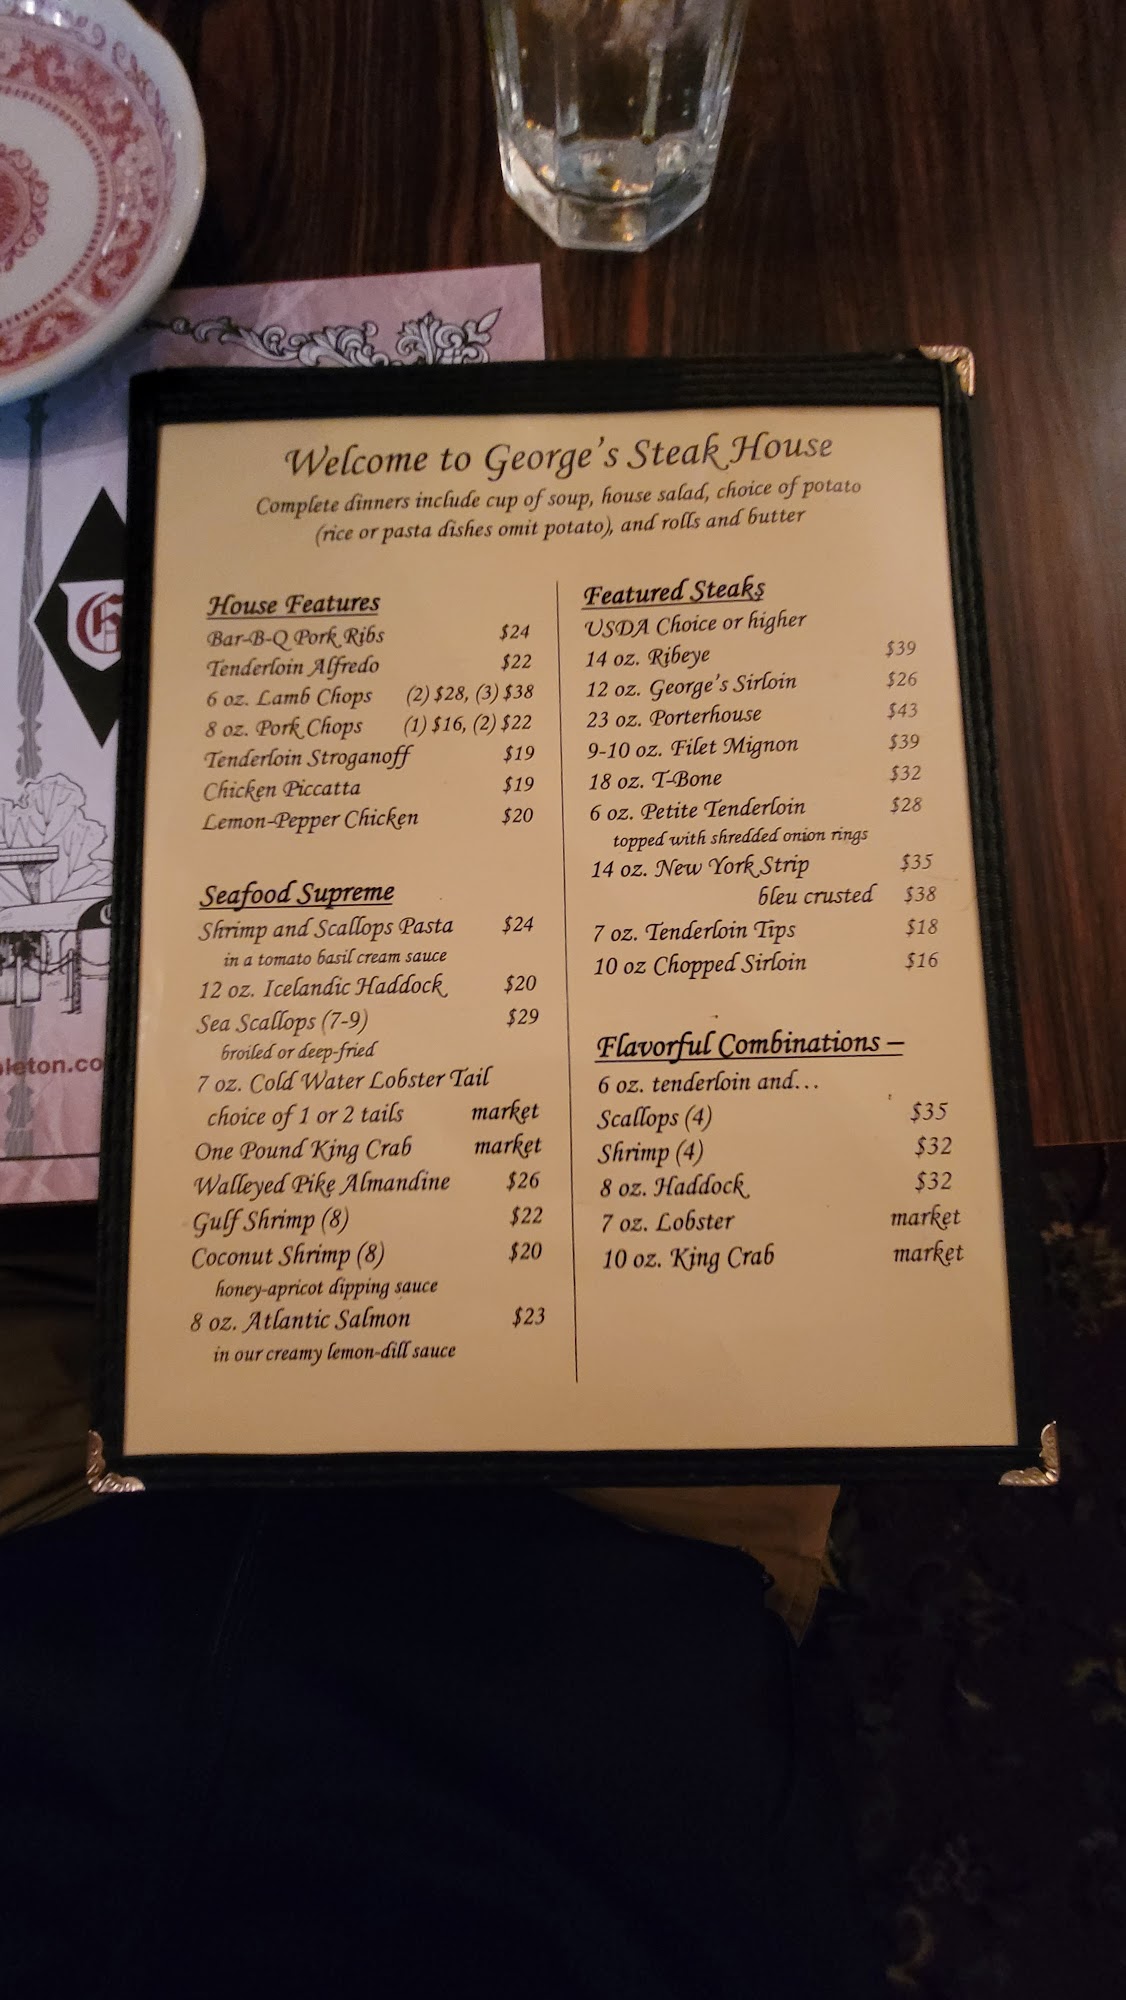 Welcome to George's Steak House
Complete dinners include cup of soup, house salad, choice of potato
(rice or pasta dishes omit potato), and rolls and butter
House Features
Bar-B-Q Pork Ribs $24
Tenderloin Alfredo $22
6 oz. Lamb Chops (2) $28, (3) $38
8 oz. Pork Chops (1) $16, (2) $22
Tenderloin Stroganoff $19
Chicken Piccatta $19
Lemon-Pepper Chicken $20
Seafood Supreme
Shrimp and Scallops Pasta $24
in a tomato basil cream sauce
12 oz. Icelandic Haddock $20
Sea Scallops (7-9) $29
broiled or deep-fried
7 oz. Cold Water Lobster Tail
choice of 1 or 2 tails market
One Pound King Crab market
Walleyed Pike Almandine $26
Gulf Shrimp (8) $22
Coconut Shrimp (8) $20
honey-apricot dipping sauce
8 oz. Atlantic Salmon $23
in our creamy lemon-dill sauce
Featured Steaks
USDA Choice or higher
14 oz. Ribeye $39
12 oz. George's Sirloin $26
23 oz. Porterhouse $43
9-10 oz. Filet Mignon $39
18 oz. T-Bone $32
6 oz. Petite Tenderloin $28
topped with shredded onion rings
14 oz. New York Strip $35
bleu crusted $38
7 oz. Tenderloin Tips $18
10 oz Chopped Sirloin $16
Flavorful Combinations –
6 oz. tenderloin and...
Scallops (4) $35
Shrimp (4) $32
8 oz. Haddock $32
7 oz. Lobster market
10 oz. King Crab market
G
pleton.co